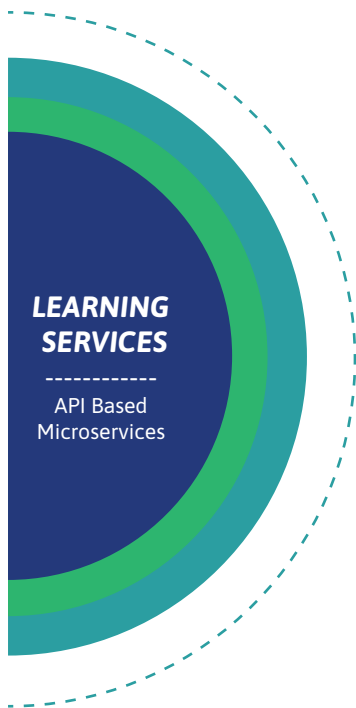 LEARNING
SERVICES
------------
API Based
Microservices